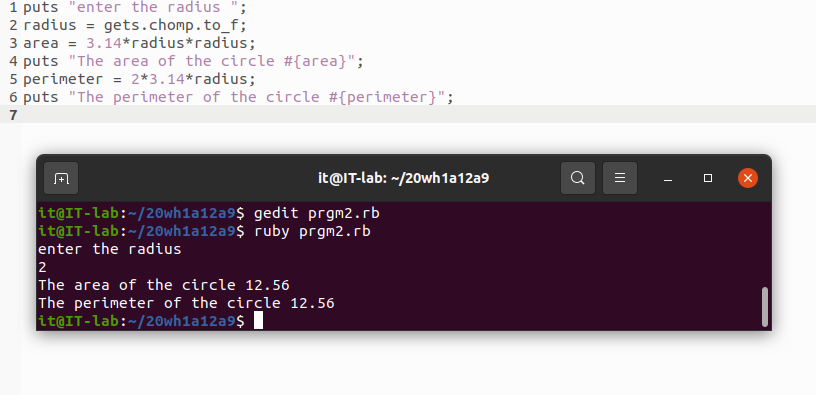 1 puts "enter the radius ";
2 radius = gets.chomp.to_f;
3 area = 3.14*radius*radius;
4 puts "The area of the circle #{area}";
5 perimeter = 2*3.14*radius;
6 puts "The perimeter of the circle #{perimeter}";
7
it@IT-lab: ~/20wh1a12a9
it@IT-lab:~/20wh1a12a9$ gedit prgm2.rb
it@IT-lab:~/20wh1a12a9$ ruby prgm2.rb
enter the radius
2
The area of the circle 12.56
The perimeter of the circle 12.56
it@IT-lab:~/20wh1a12a9$